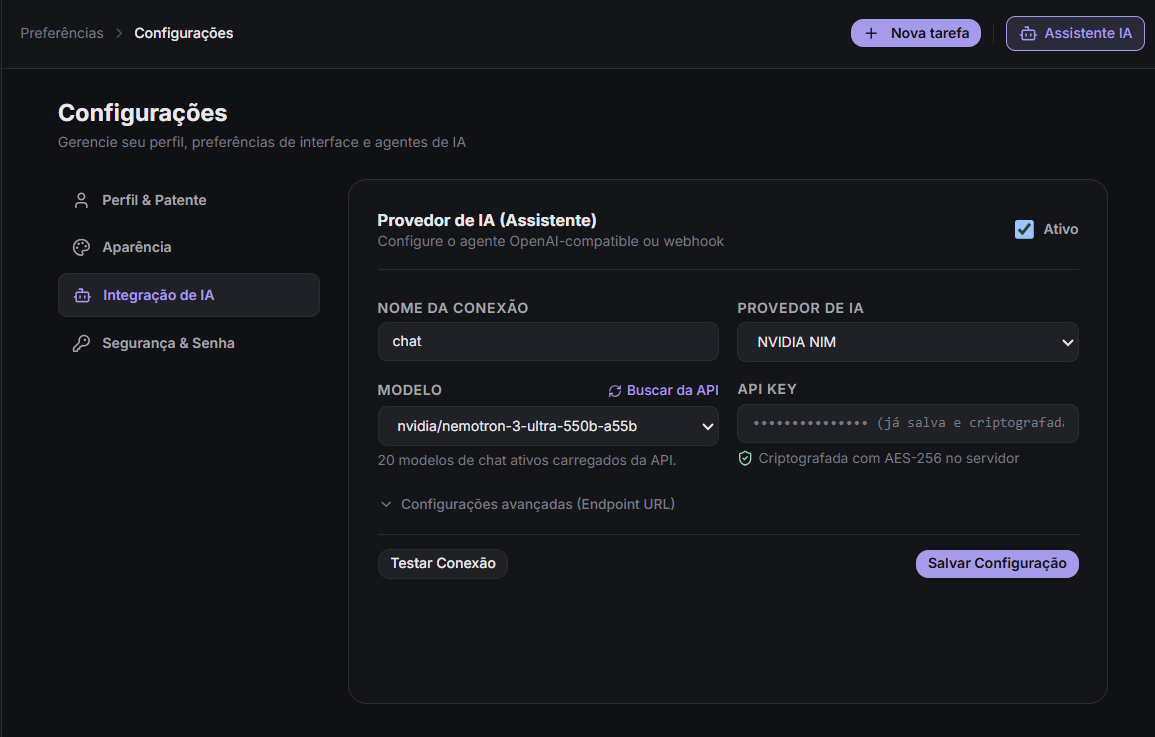 Preferências > Configurações
+ Nova tarefa
Assistente IA
Configurações
Gerencie seu perfil, preferências de interface e agentes de IA
Perfil & Patente
Aparência
Integração de IA
Segurança & Senha
Provedor de IA (Assistente)
Configure o agente OpenAI-compatible ou webhook
Ativo
NOME DA CONEXÃO
chat
PROVEDOR DE IA
NVIDIA NIM
MODELO
Buscar da API
nvidia/nemotron-3-ultra-550b-a55b
20 modelos de chat ativos carregados da API.
API KEY
••••••••••••••• (já salva e criptografada
Criptografada com AES-256 no servidor
Configurações avançadas (Endpoint URL)
Testar Conexão
Salvar Configuração